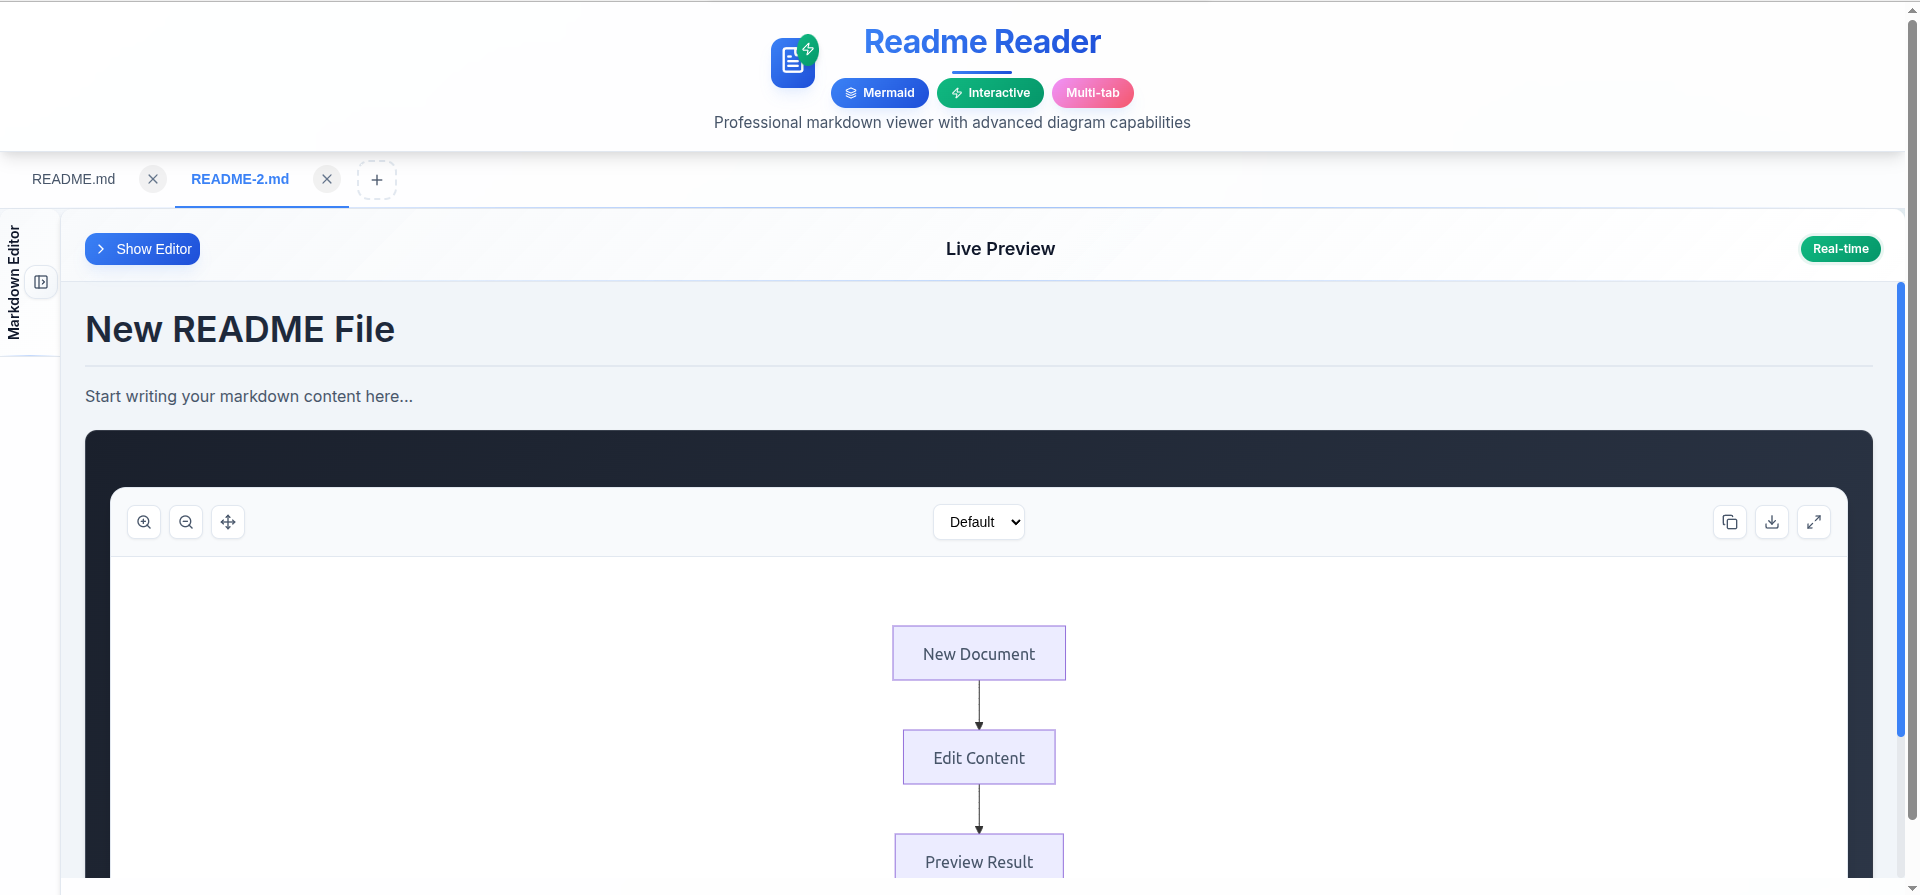 Readme Reader
Mermaid Interactive Multi-tab
Professional markdown viewer with advanced diagram capabilities
README.md README-2.md
Markdown Editor
Show Editor Live Preview Real-time
New README File
Start writing your markdown content here...
Default
New Document
Edit Content
Preview Result